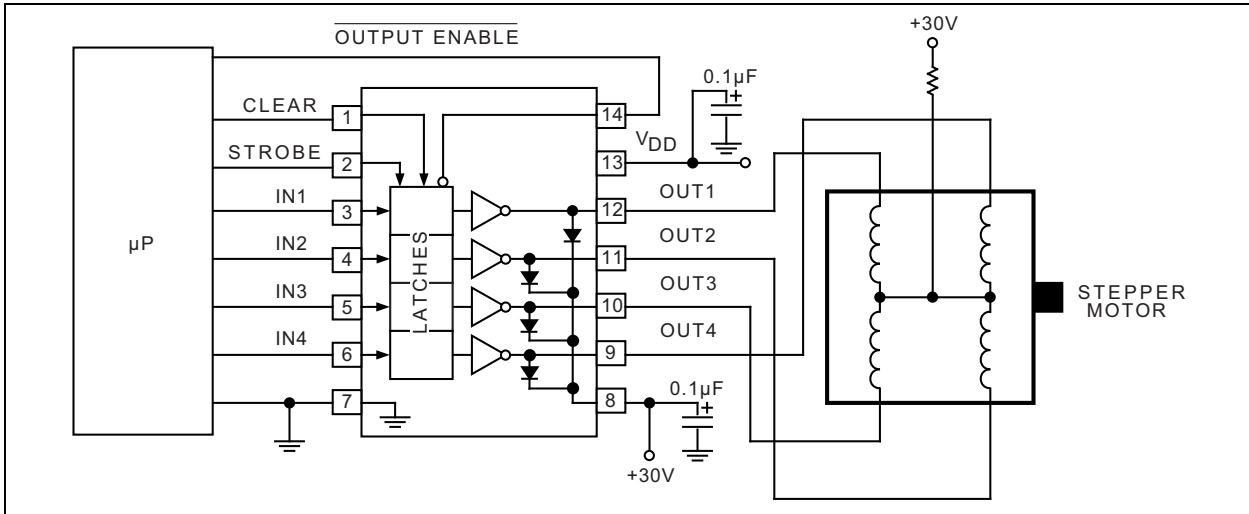 OUTPUT ENABLE
+30V
0.1µF
+
CLEAR
1
14
VDD
STROBE
2
13
IN1
3
12
OUT1
µP
IN2
4
LATCHES
11
OUT2
IN3
5
10
OUT3
STEPPER
MOTOR
IN4
6
9
OUT4
7
8
0.1µF
+
+30V